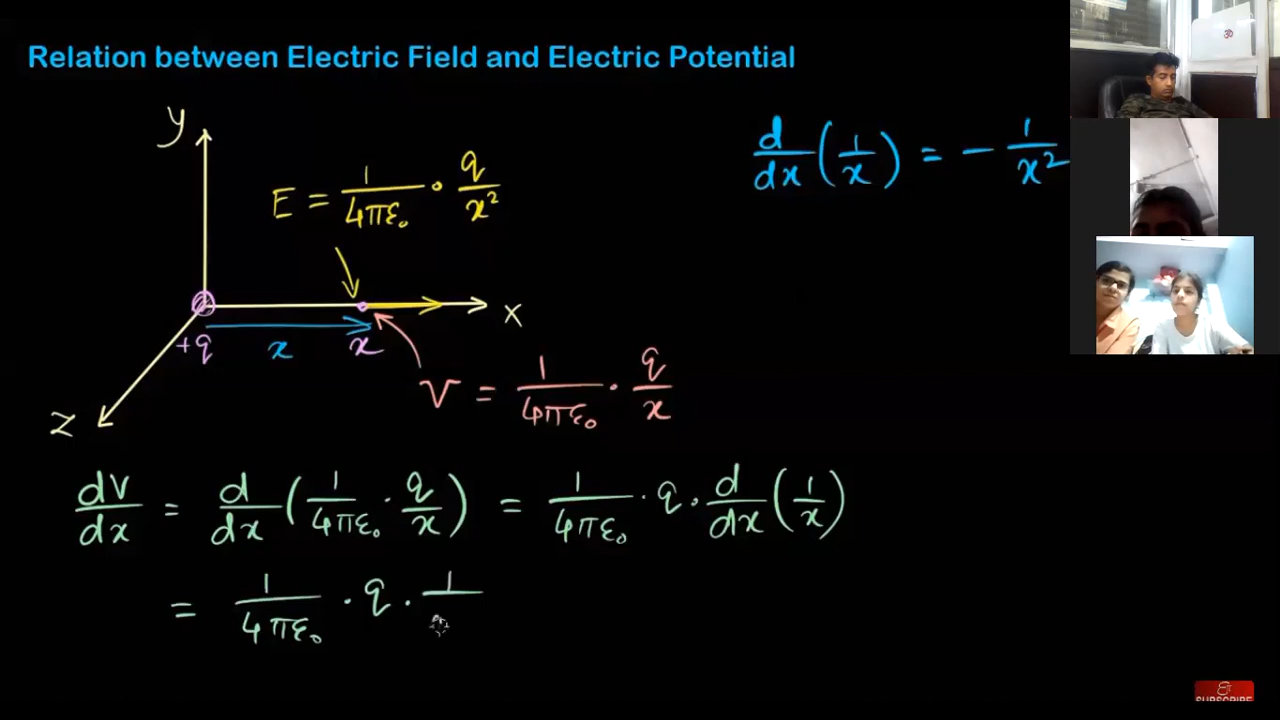 Relation between Electric Field and Electric Potential
y
E = 1/4πε₀ · q/x²
d/dx (1/x) = - 1/x²
ॐ
x
+q
x
x
z
V = 1/4πε₀ · q/x
dV/dx = d/dx (1/4πε₀ · q/x) = 1/4πε₀ · q · d/dx (1/x)
= 1/4πε₀ · q · 1/
SUBSCRIBE